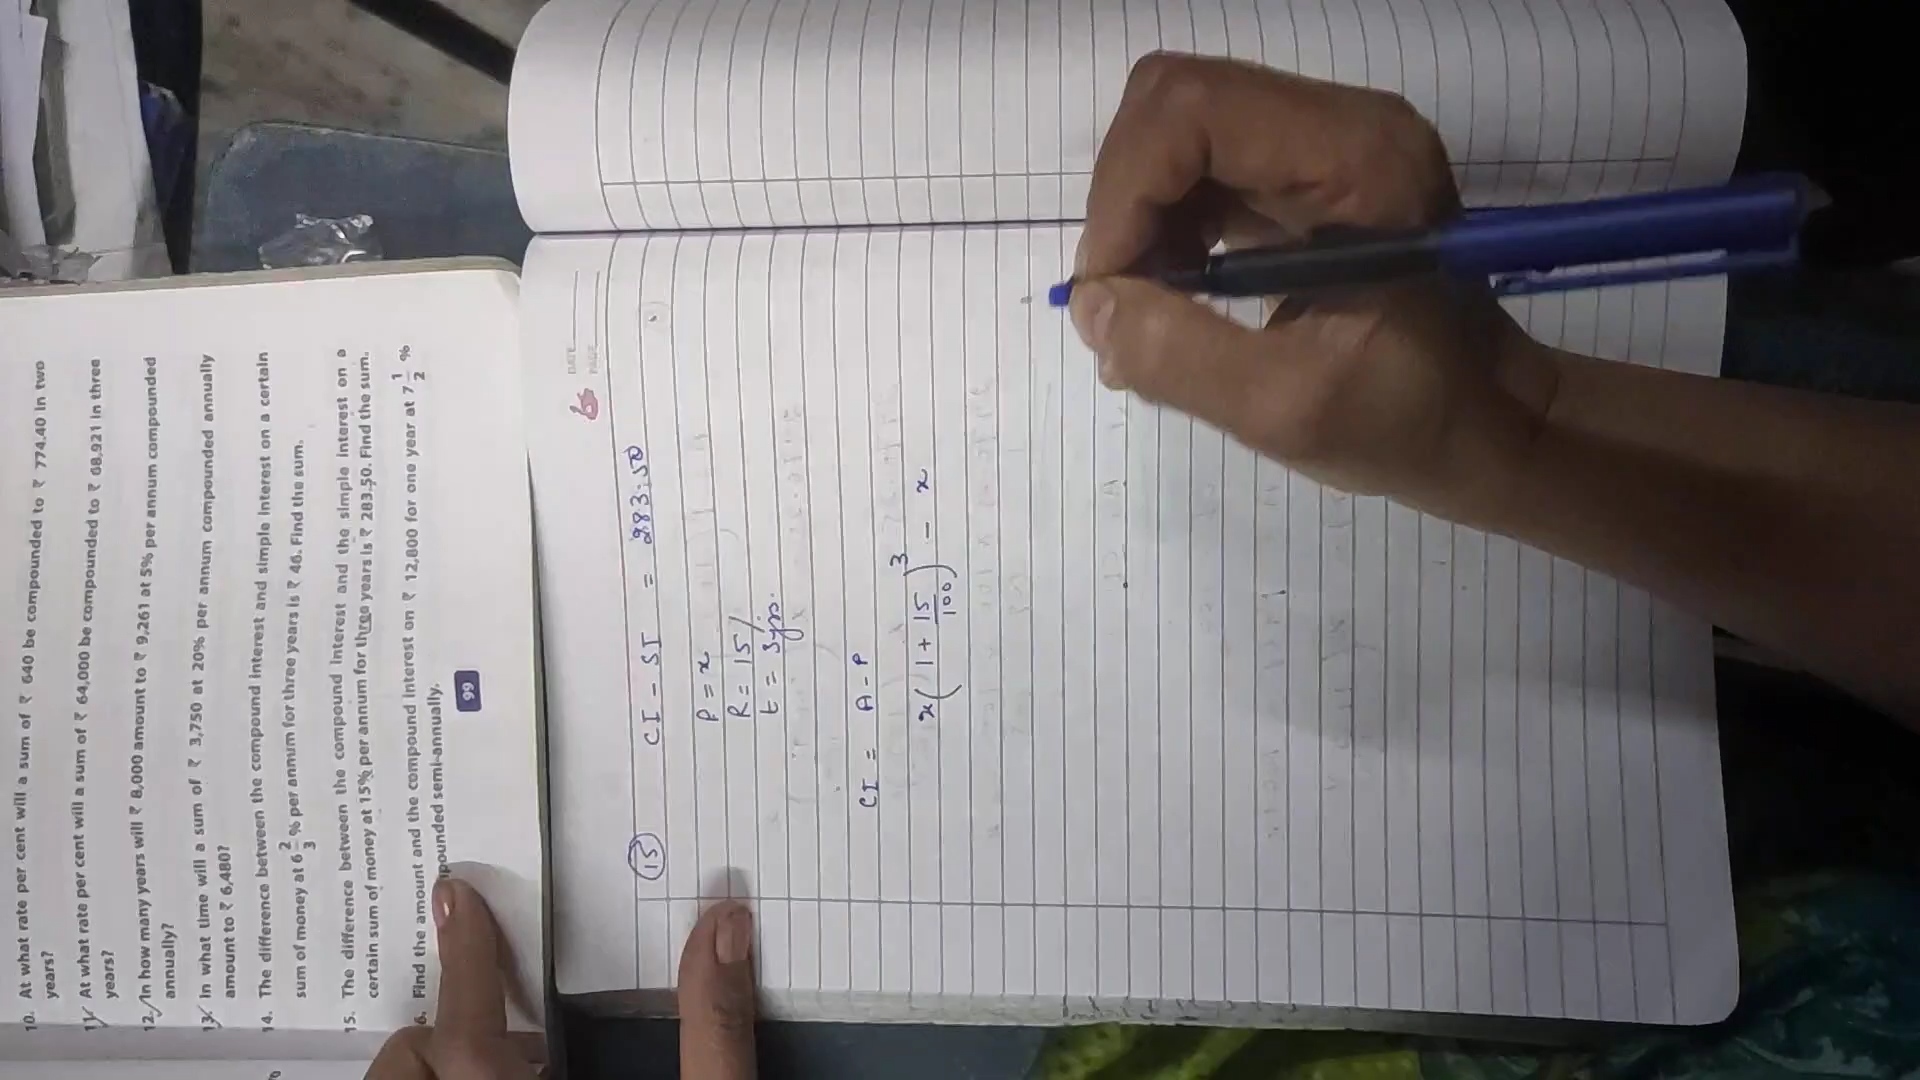 10. At what rate per cent will a sum of ₹ 640 be compounded to ₹ 774.40 in two
years?
11. At what rate per cent will a sum of ₹ 64,000 be compounded to ₹ 68,921 in three
years?
12. In how many years will ₹ 8,000 amount to ₹ 9,261 at 5% per annum compounded
annually?
13. In what time will a sum of ₹ 3,750 at 20% per annum compounded annually
amount to ₹ 6,480?
14. The difference between the compound interest and simple interest on a certain
sum of money at 6 2/3 % per annum for three years is ₹ 46. Find the sum.
15. The difference between the compound interest and the simple interest on a
certain sum of money at 15% per annum for three years is ₹ 283.50. Find the sum.
6. Find the amount and the compound interest on ₹ 12,800 for one year at 7 1/2 %
pounded semi-annually.
99
DATE
PAGE
15 CI - SI = 283.50
P = x
R = 15%
t = 3yrs.
CI = A - P
x(1 + 15/100)³ - x